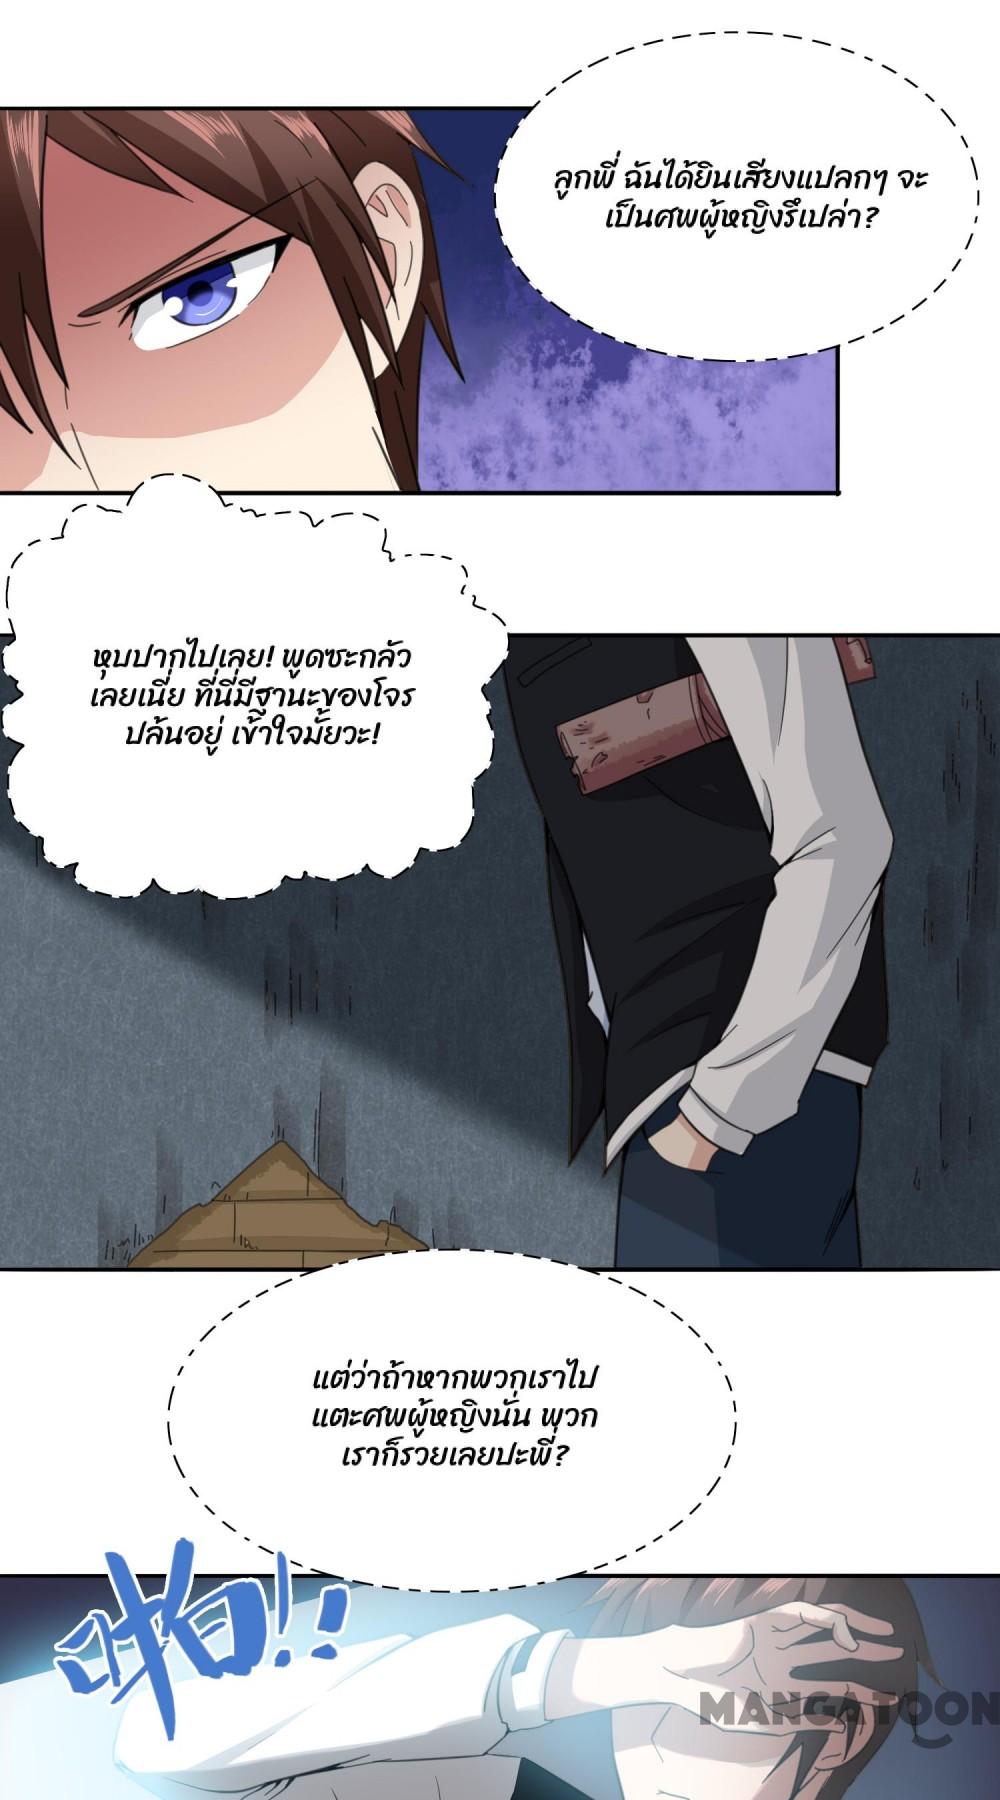 ลูกพี่ ฉันได้ยินเสียงแปลกๆ จะ
เป็นศพผู้หญิงรึเปล่า?
หุบปากไปเลย! พูดซะกลัว
เลยเนี่ย ที่นี่มีฐานะของโจร
ปล้นอยู่ เข้าใจมั้ยวะ!
แต่ว่าถ้าหากพวกเราไป
แตะศพผู้หญิงนั่น พวก
เราก็รวยเลยปะพี่?
啪!!
MANGATOON